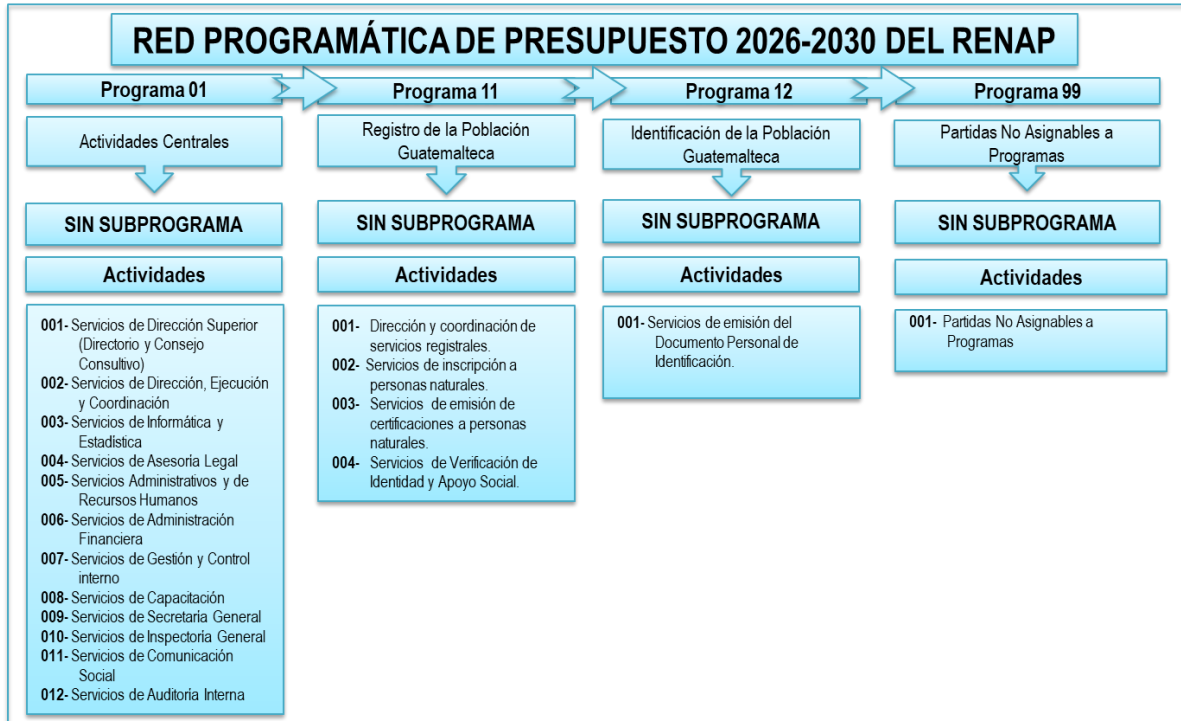 RED PROGRAMÁTICA DE PRESUPUESTO 2026-2030 DEL RENAP
Programa 01
Actividades Centrales
SIN SUBPROGRAMA
Actividades
001- Servicios de Dirección Superior
(Directorio y Consejo
Consultivo)
002- Servicios de Dirección, Ejecución
y Coordinación
003- Servicios de Informática y
Estadística
004- Servicios de Asesoría Legal
005- Servicios Administrativos y de
Recursos Humanos
006- Servicios de Administración
Financiera
007- Servicios de Gestión y Control
interno
008- Servicios de Capacitación
009- Servicios de Secretaría General
010- Servicios de Inspectoría General
011- Servicios de Comunicación
Social
012- Servicios de Auditoría Interna
Programa 11
Registro de la Población
Guatemalteca
SIN SUBPROGRAMA
Actividades
001- Dirección y coordinación de
servicios registrales.
002- Servicios de inscripción a
personas naturales.
003- Servicios de emisión de
certificaciones a personas
naturales.
004- Servicios de Verificación de
Identidad y Apoyo Social.
Programa 12
Identificación de la Población
Guatemalteca
SIN SUBPROGRAMA
Actividades
001- Servicios de emisión del
Documento Personal de
Identificación.
Programa 99
Partidas No Asignables a
Programas
SIN SUBPROGRAMA
Actividades
001- Partidas No Asignables a
Programas